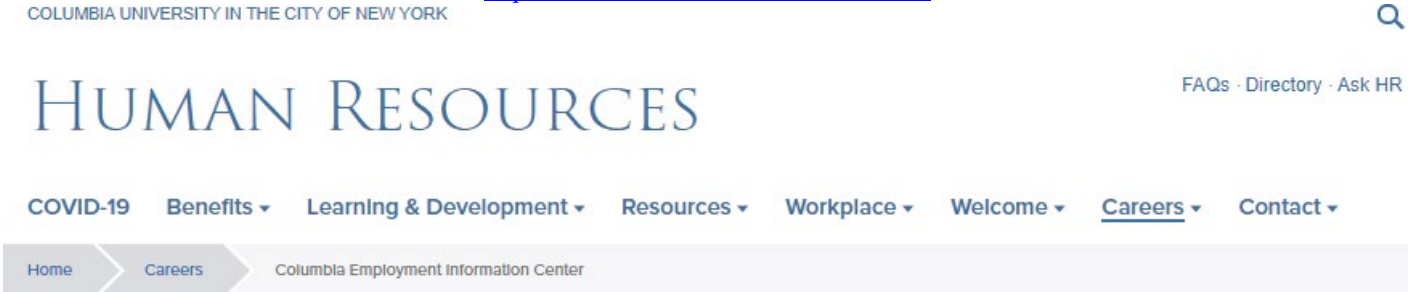 COLUMBIA UNIVERSITY IN THE CITY OF NEW YORK
HUMAN RESOURCES
FAQs · Directory · Ask HR
COVID-19 Benefits Learning & Development Resources Workplace Welcome Careers Contact
Home Careers Columbia Employment Information Center